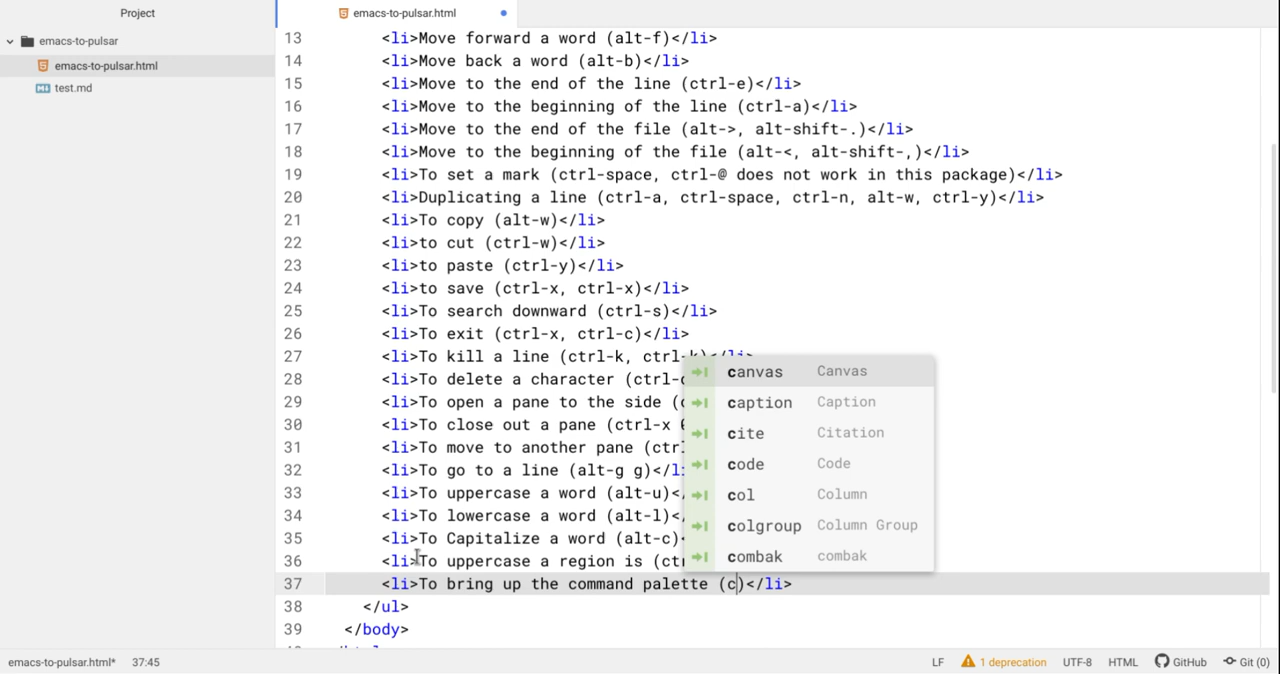 Project
emacs-to-pulsar.html
emacs-to-pulsar
emacs-to-pulsar.html
test.md
13 <li>Move forward a word (alt-f)</li>
14 <li>Move back a word (alt-b)</li>
15 <li>Move to the end of the line (ctrl-e)</li>
16 <li>Move to the beginning of the line (ctrl-a)</li>
17 <li>Move to the end of the file (alt->, alt-shift-.)</li>
18 <li>Move to the beginning of the file (alt-<, alt-shift-,)</li>
19 <li>To set a mark (ctrl-space, ctrl-@ does not work in this package)</li>
20 <li>Duplicating a line (ctrl-a, ctrl-space, ctrl-n, alt-w, ctrl-y)</li>
21 <li>To copy (alt-w)</li>
22 <li>to cut (ctrl-w)</li>
23 <li>to paste (ctrl-y)</li>
24 <li>to save (ctrl-x, ctrl-x)</li>
25 <li>To search downward (ctrl-s)</li>
26 <li>To exit (ctrl-x, ctrl-c)</li>
27 <li>To kill a line (ctrl-k, ctrl-k)</li>
28 <li>To delete a character (ctrl-
29 <li>To open a pane to the side (
30 <li>To close out a pane (ctrl-x
31 <li>To move to another pane (ctr
32 <li>To go to a line (alt-g g)</li
33 <li>To uppercase a word (alt-u)<
34 <li>To lowercase a word (alt-l)<
35 <li>To Capitalize a word (alt-c)
36 <li>To uppercase a region is (ct
37 <li>To bring up the command palette (c)</li>
38 </ul>
39 </body>
canvas Canvas
caption Caption
cite Citation
code Code
col Column
colgroup Column Group
combak combak
emacs-to-pulsar.html* 37:45 LF 1 deprecation UTF-8 HTML GitHub Git (0)